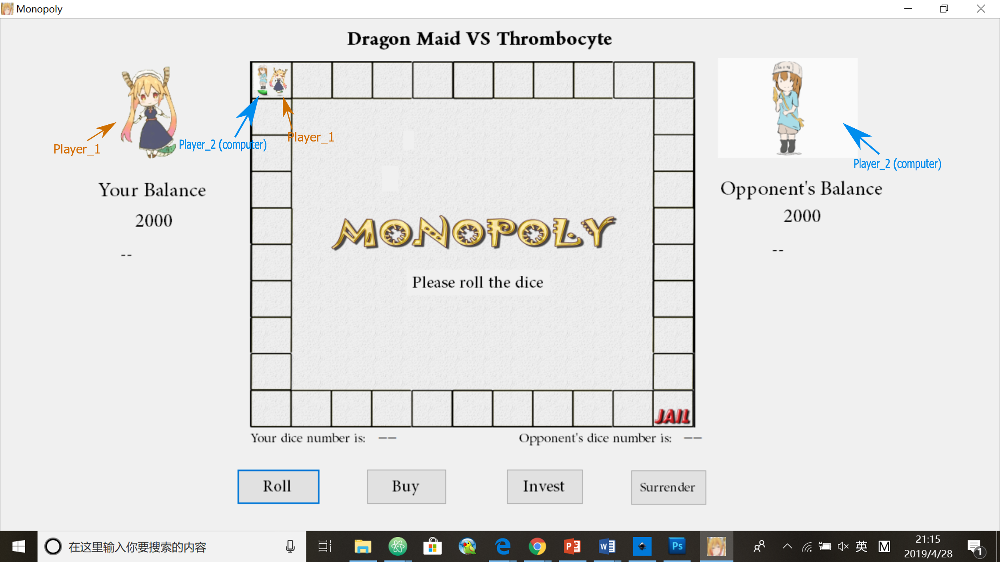 Monopoly
Dragon Maid VS Thrombocyte
Player_1
Player_2 (computer)
Player_1
Player_2 (computer)
Your Balance
2000
--
Opponent's Balance
2000
--
MONOPOLY
Please roll the dice
JAIL
Your dice number is: −−
Opponent's dice number is: −−
Roll
Buy
Invest
Surrender
在这里输入你要搜索的内容
Ps
英
M
21:15
2019/4/28
1